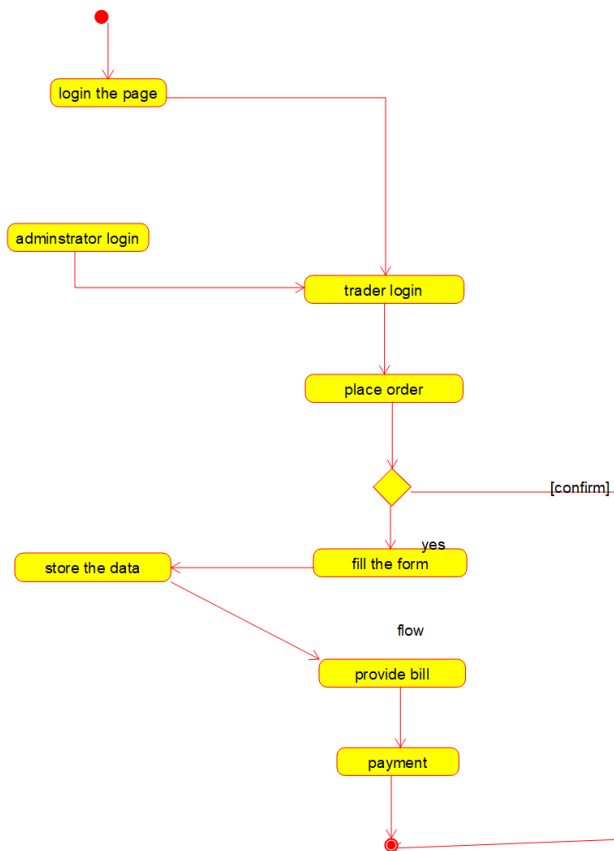 login the page
adminstrator login
trader login
place order
[confirm]
yes
fill the form
store the data
flow
provide bill
payment